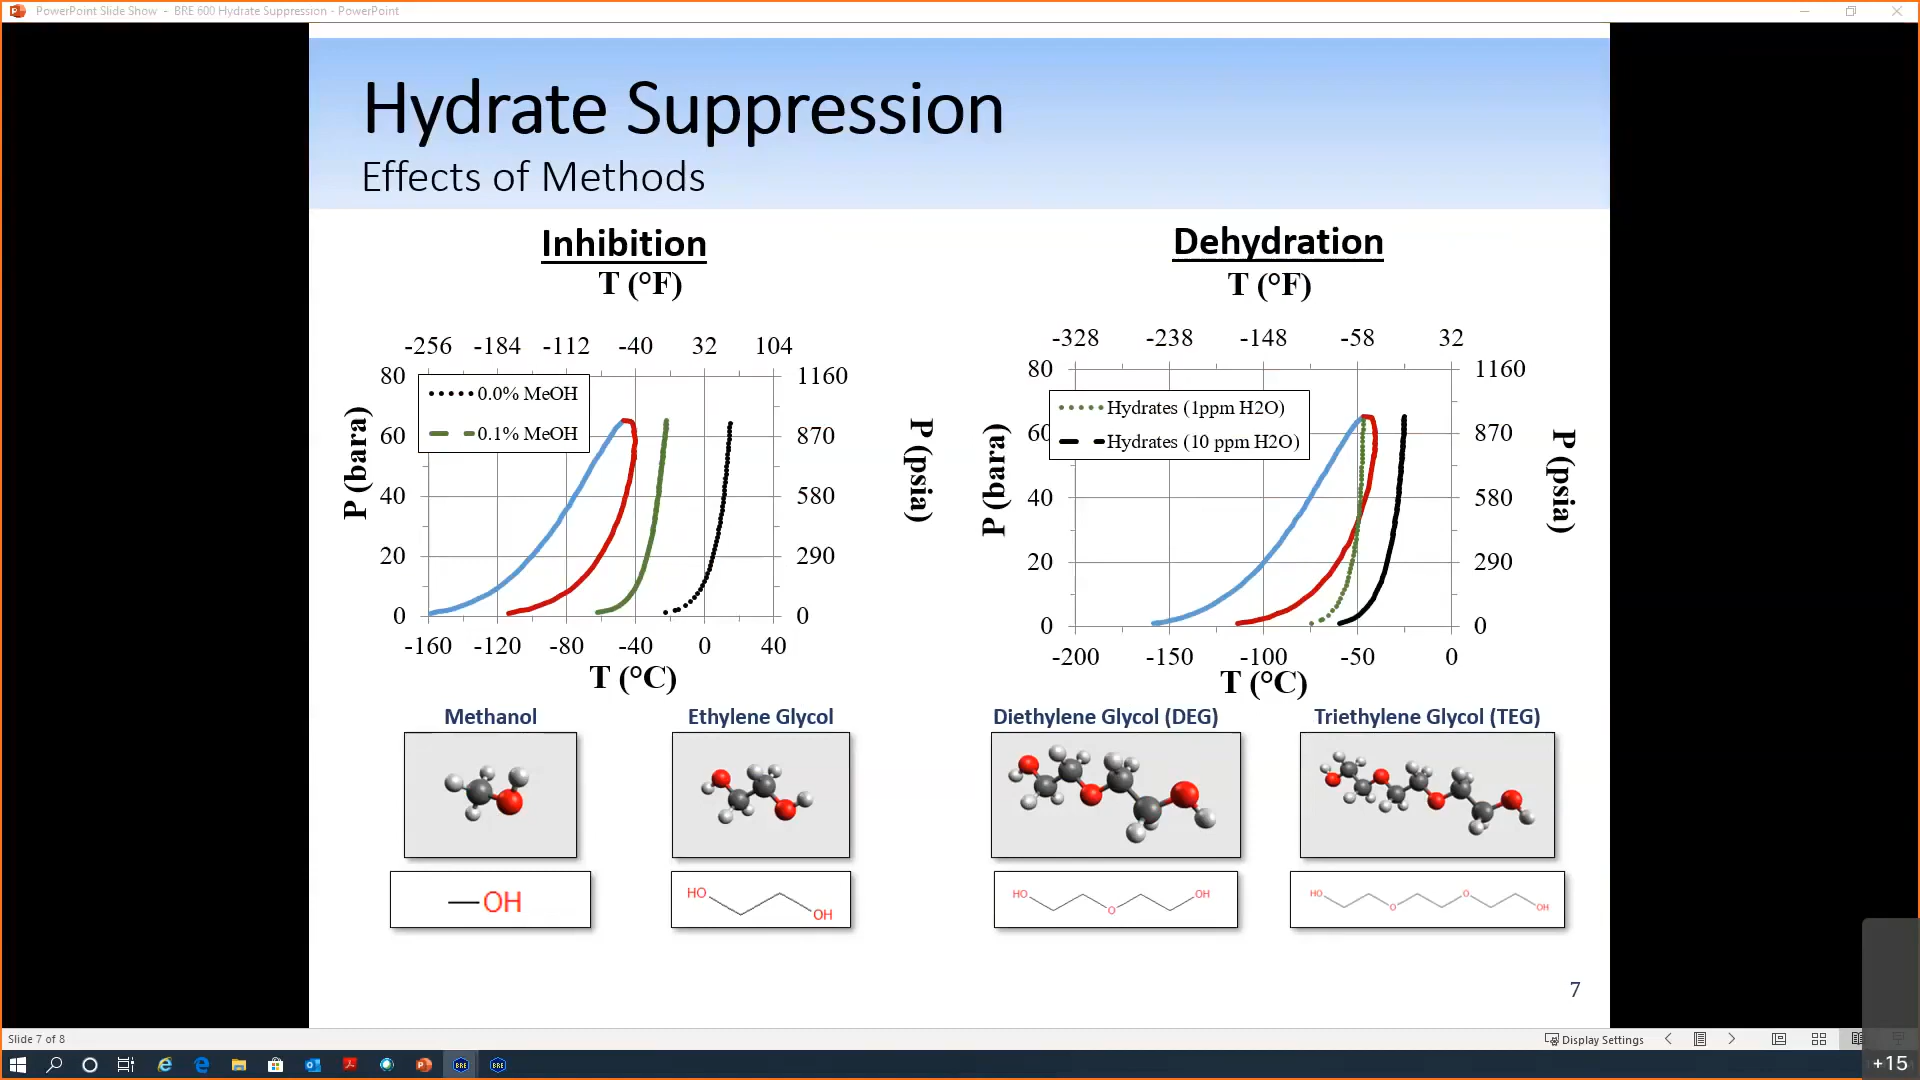 PowerPoint Slide Show - BRE 600 Hydrate Suppression - PowerPoint
Hydrate Suppression
Effects of Methods
Inhibition
T (°F)
-256 -184 -112 -40 32 104
80 1160
60 870
40 580
20 290
0 0
P (bara)
P (psia)
0.0% MeOH
0.1% MeOH
-160 -120 -80 -40 0 40
T (°C)
Dehydration
T (°F)
-328 -238 -148 -58 32
80 1160
60 870
40 580
20 290
0 0
P (bara)
P (psia)
Hydrates (1ppm H2O)
Hydrates (10 ppm H2O)
-200 -150 -100 -50 0
T (°C)
Methanol
Ethylene Glycol
Diethylene Glycol (DEG)
Triethylene Glycol (TEG)
OH
HO
OH
HO
O
OH
HO
O
O
OH
7
Slide 7 of 8
Display Settings
BRE
BRE
+15